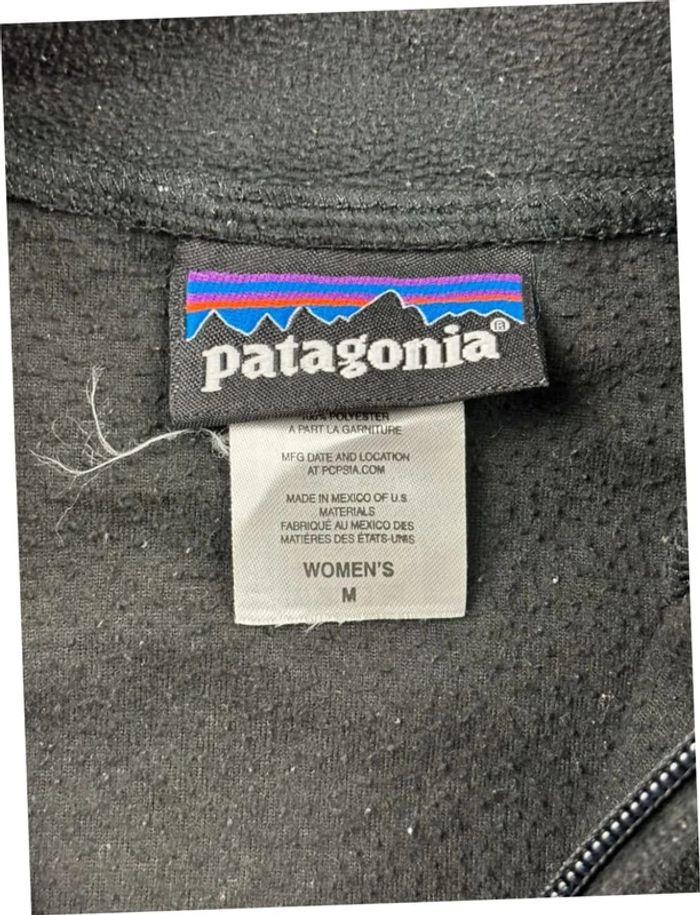 patagonia®
100% POLYESTER
A PART LA GARNITURE
MFG DATE AND LOCATION
AT PCPSIA.COM
MADE IN MEXICO OF U.S
MATERIALS
FABRIQUÉ AU MEXICO DES
MATIÈRES DES ÉTATS-UNIS
WOMEN'S
M